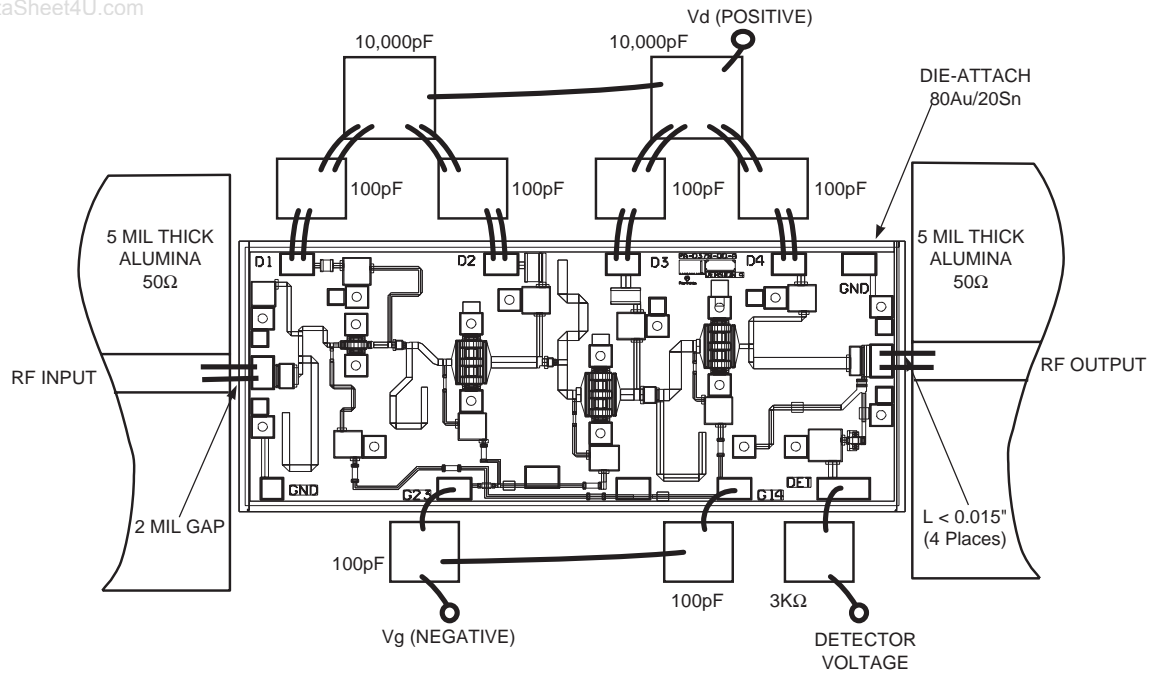 aSheet4U.com
Vd (POSITIVE)
10,000pF
10,000pF
DIE-ATTACH
80Au/20Sn
100pF
100pF
100pF
100pF
5 MIL THICK
ALUMINA
50Ω
5 MIL THICK
ALUMINA
50Ω
D1
D2
D3
D4
GND
RF INPUT
RF OUTPUT
GND
G23
G14
DET
2 MIL GAP
L < 0.015"
(4 Places)
100pF
100pF
3KΩ
Vg (NEGATIVE)
DETECTOR
VOLTAGE